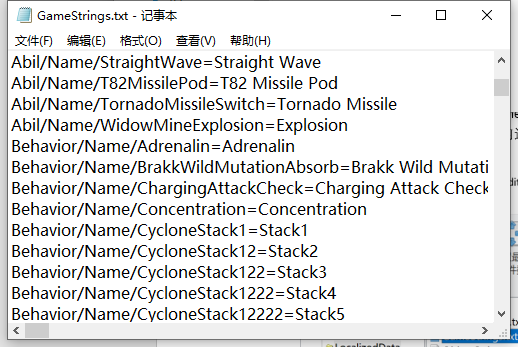 GameStrings.txt - 记事本
文件(F) 编辑(E) 格式(O) 查看(V) 帮助(H)
Abil/Name/StraightWave=Straight Wave
Abil/Name/T82MissilePod=T82 Missile Pod
Abil/Name/TornadoMissileSwitch=Tornado Missile
Abil/Name/WidowMineExplosion=Explosion
Behavior/Name/Adrenalin=Adrenalin
Behavior/Name/BrakkWildMutationAbsorb=Brakk Wild Mutati
Behavior/Name/ChargingAttackCheck=Charging Attack Check
Behavior/Name/Concentration=Concentration
Behavior/Name/CycloneStack1=Stack1
Behavior/Name/CycloneStack12=Stack2
Behavior/Name/CycloneStack122=Stack3
Behavior/Name/CycloneStack1222=Stack4
Behavior/Name/CycloneStack12222=Stack5
LocalizedData